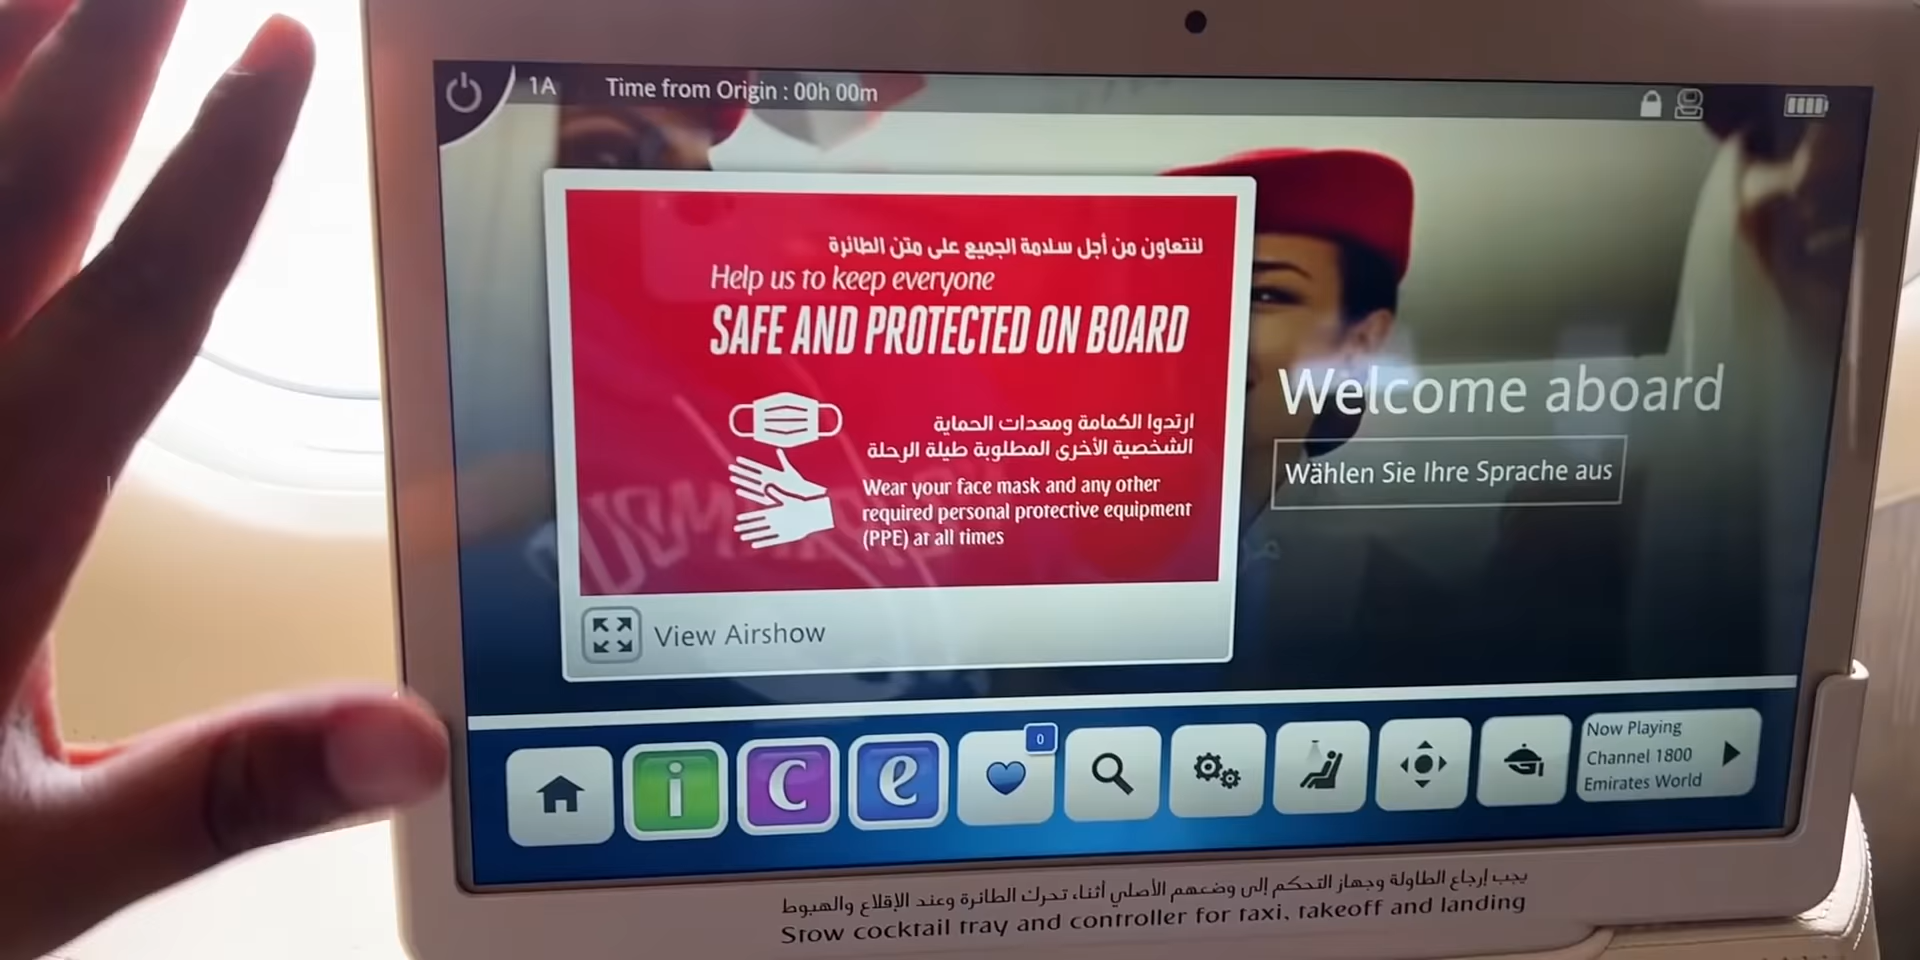 1A
Time from Origin : 00h 00m
لنتعاون من أجل سلامة الجميع على متن الطائرة
Help us to keep everyone
SAFE AND PROTECTED ON BOARD
ارتدوا الكمامة ومعدات الحماية
الشخصية الأخرى المطلوبة طيلة الرحلة
Wear your face mask and any other
required personal protective equipment
(PPE) at all times
View Airshow
Welcome aboard
Wählen Sie Ihre Sprache aus
i
c
e
0
Now Playing
Channel 1800
Emirates World
يجب إرجاع الطاولة وجهاز التحكم إلى وضعهم الأصلي أثناء تحرك الطائرة وعند الإقلاع والهبوط
Stow cocktail tray and controller for taxi, takeoff and landing